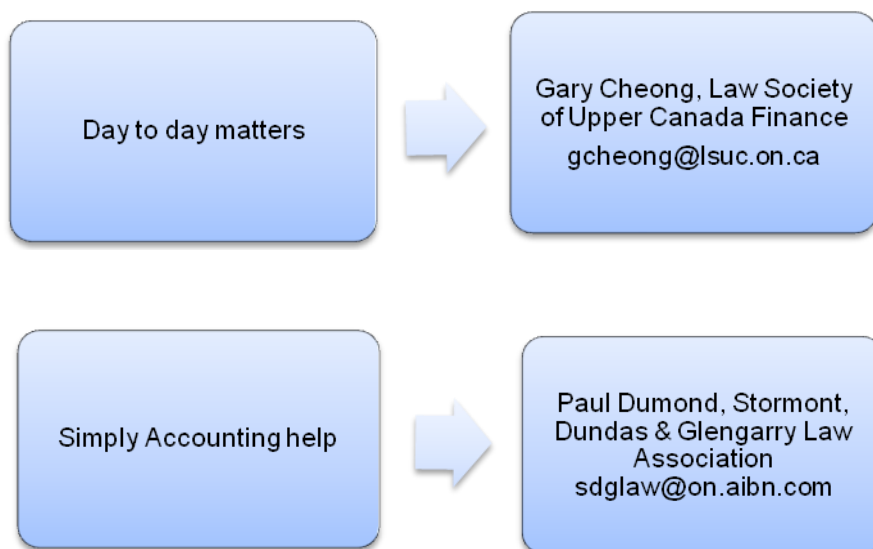 Day to day matters
Gary Cheong, Law Society
of Upper Canada Finance
gcheong@lsuc.on.ca
Simply Accounting help
Paul Dumond, Stormont,
Dundas & Glengarry Law
Association
sdglaw@on.aibn.com